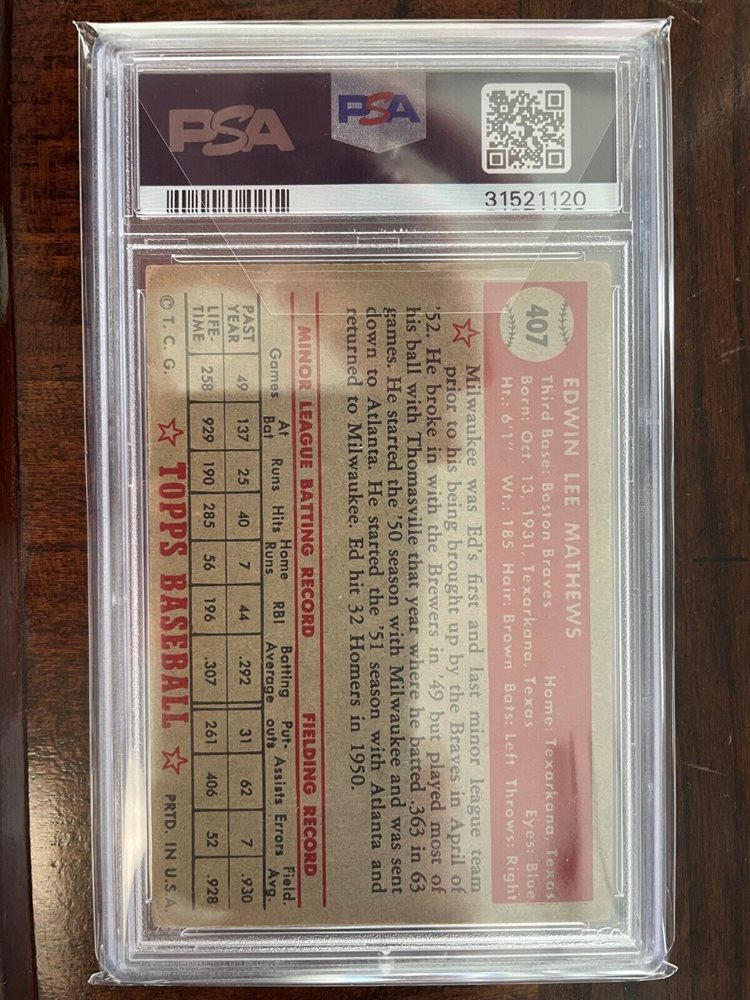 PSA
PSA
31521120
407
EDWIN LEE MATHEWS
Third Base: Boston Braves Home: Texarkana, Texas
Born: Oct. 13, 1931, Texarkana, Texas Eyes: Blue
Ht.: 6'1" Wt.: 185 Hair: Brown Bats: Left Throws: Right
Milwaukee was Ed's first and last minor league team
prior to his being brought up by the Braves in April of
'52. He broke in with the Brewers in '49 but played most of
his ball with Thomasville that year where he batted .363 in 63
games. He started the '50 season with Milwaukee and was sent
down to Atlanta. He started the '51 season with Atlanta and
returned to Milwaukee. Ed hit 32 Homers in 1950.
MINOR LEAGUE BATTING RECORD FIELDING RECORD
Games At Bat Runs Hits Home Runs RBI Batting Average Put-outs Assists Errors Field. Avg.
PAST YEAR 49 137 25 40 7 44 .292 31 62 7 .930
LIFE-TIME 258 929 190 285 56 196 .307 261 406 52 .928
© T. C. G. TOPPS BASEBALL PRTD. IN U.S.A
PSA